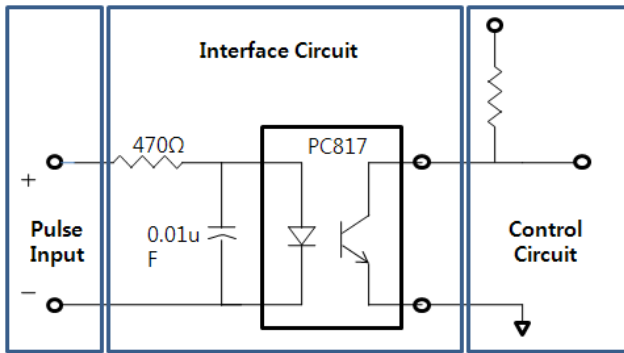 Interface Circuit
470Ω
PC817
+
Pulse
Input
−
0.01u
F
Control
Circuit